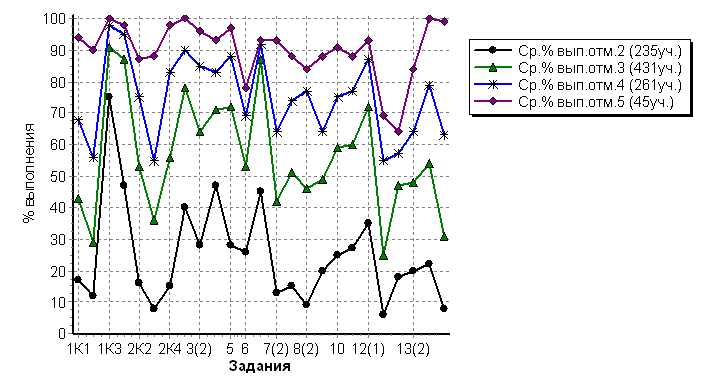 100
90
80
70
60
50
40
30
20
10
0
% выполнения
1К1 1К3 2К2 2К4 3(2) 5 6 7(2) 8(2) 10 12(1) 13(2)
Задания
Ср.% вып.отм.2 (235уч.)
Ср.% вып.отм.3 (431уч.)
Ср.% вып.отм.4 (261уч.)
Ср.% вып.отм.5 (45уч.)